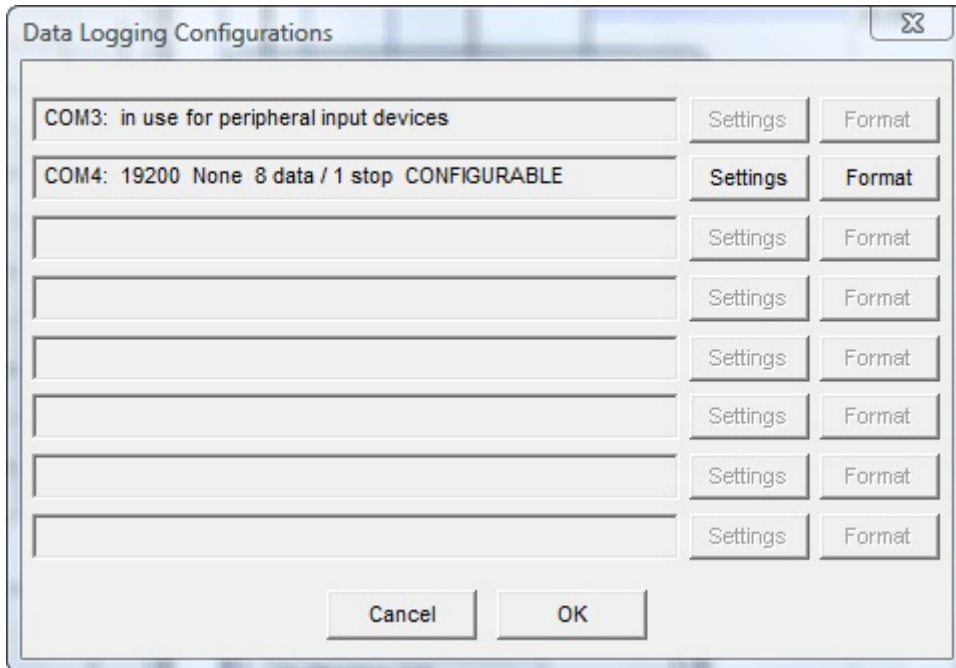 Data Logging Configurations
COM3: in use for peripheral input devices Settings Format
COM4: 19200 None 8 data / 1 stop CONFIGURABLE Settings Format
Settings Format
Settings Format
Settings Format
Settings Format
Settings Format
Settings Format
Cancel OK